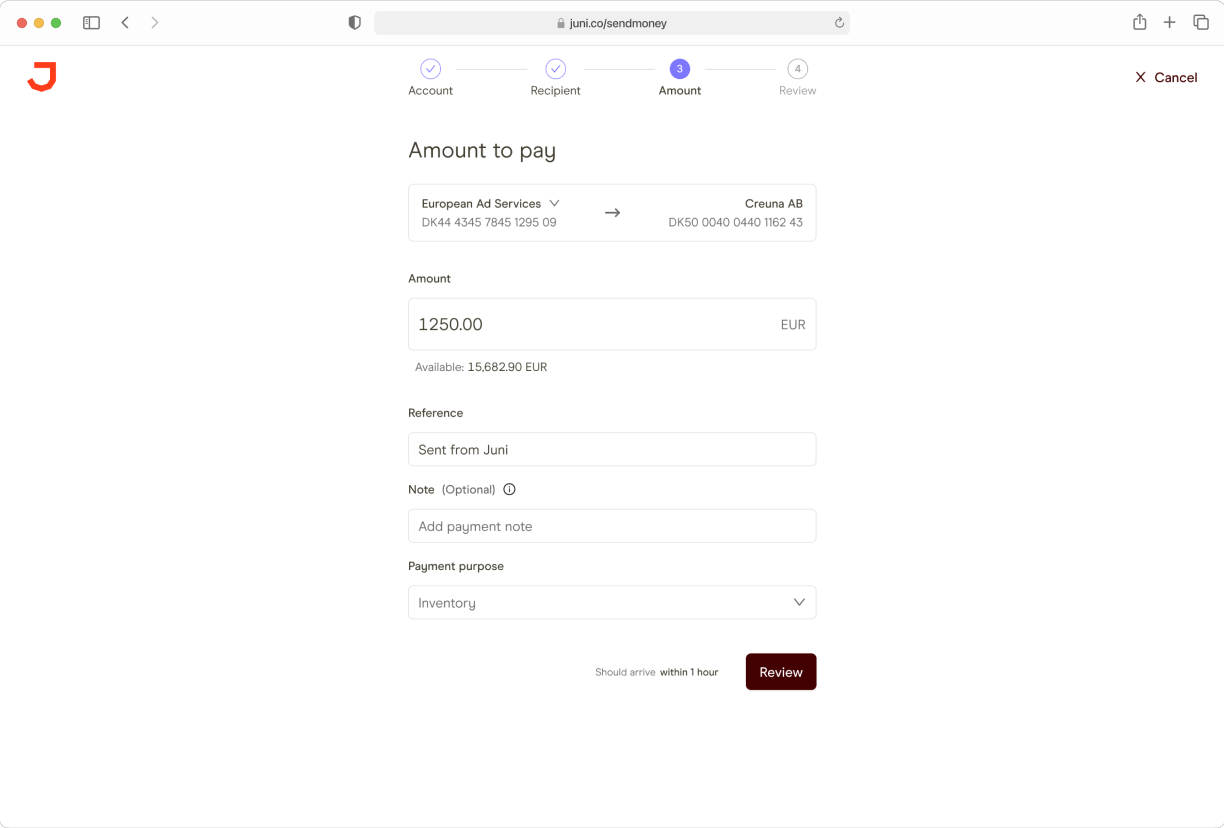 juni.co/sendmoney
3 4
Account Recipient Amount Review
Cancel
Amount to pay
European Ad Services Creuna AB
DK44 4345 7845 1295 09 DK50 0040 0440 1162 43
Amount
1250.00 EUR
Available: 15,682.90 EUR
Reference
Sent from Juni
Note (Optional)
Add payment note
Payment purpose
Inventory
Should arrive within 1 hour Review